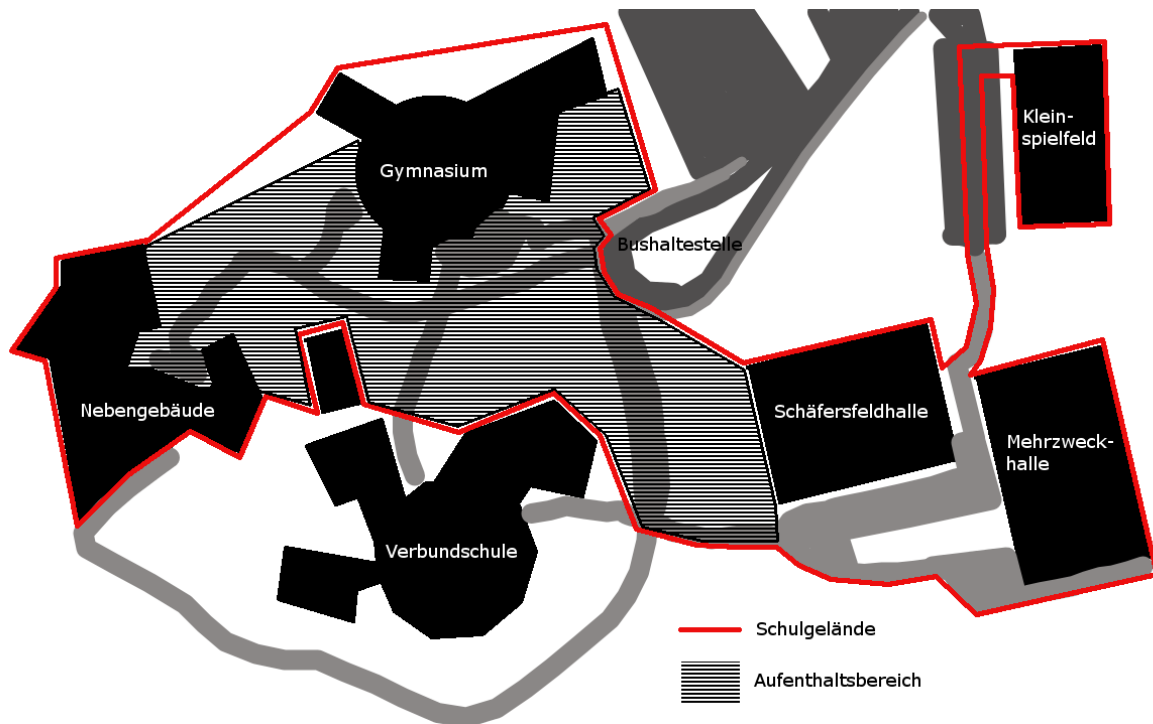 Klein-
spielfeld
Gymnasium
Bushaltestelle
Nebengebäude
Schäfersfeldhalle
Mehrzweck-
halle
Verbundschule
Schulgelände
Aufenthaltsbereich